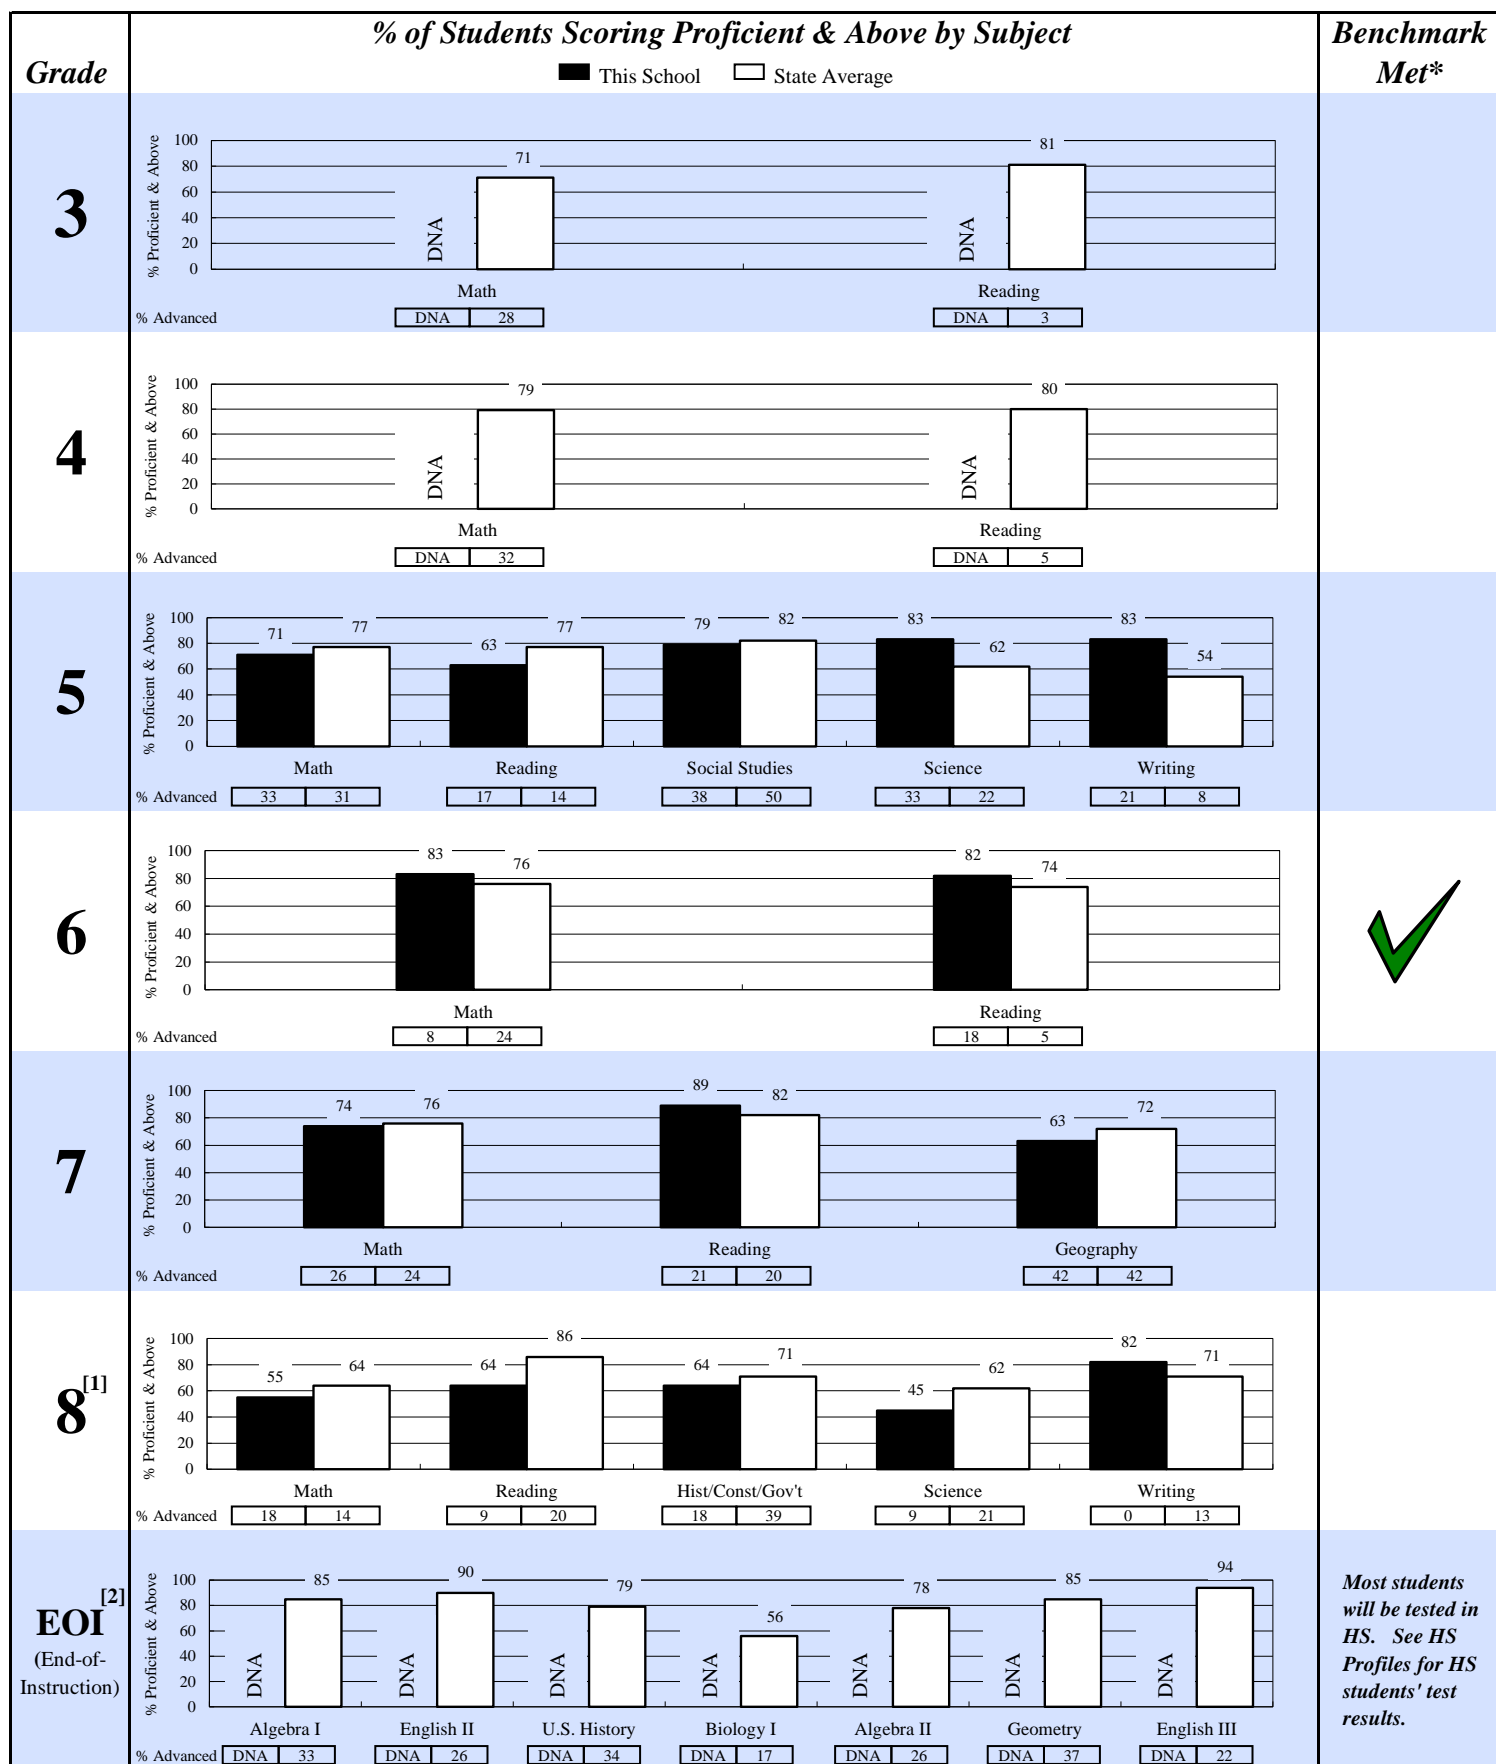 % of Students Scoring Proficient & Above by Subject
Benchmark
Met*
Grade
This School State Average
3
% Proficient & Above
100
80
60
40
20
0
DNA 71 DNA 81
Math Reading
% Advanced DNA 28 DNA 3
4
% Proficient & Above
100
80
60
40
20
0
DNA 79 DNA 80
Math Reading
% Advanced DNA 32 DNA 5
5
% Proficient & Above
100
80
60
40
20
0
71 77 63 77 79 82 83 62 83 54
Math Reading Social Studies Science Writing
% Advanced 33 31 17 14 38 50 33 22 21 8
6
% Proficient & Above
100
80
60
40
20
0
83 76 82 74
Math Reading
% Advanced 8 24 18 5
7
% Proficient & Above
100
80
60
40
20
0
74 76 89 82 63 72
Math Reading Geography
% Advanced 26 24 21 20 42 42
8[1]
% Proficient & Above
100
80
60
40
20
0
55 64 64 86 64 71 45 62 82 71
Math Reading Hist/Const/Gov't Science Writing
% Advanced 18 14 9 20 18 39 9 21 0 13
EOI[2]
(End-of-
Instruction)
% Proficient & Above
100
80
60
40
20
0
DNA 85 DNA 90 DNA 79 DNA 56 DNA 78 DNA 85 DNA 94
Algebra I English II U.S. History Biology I Algebra II Geometry English III
% Advanced DNA 33 DNA 26 DNA 34 DNA 17 DNA 26 DNA 37 DNA 22
Most students
will be tested in
HS. See HS
Profiles for HS
students' test
results.